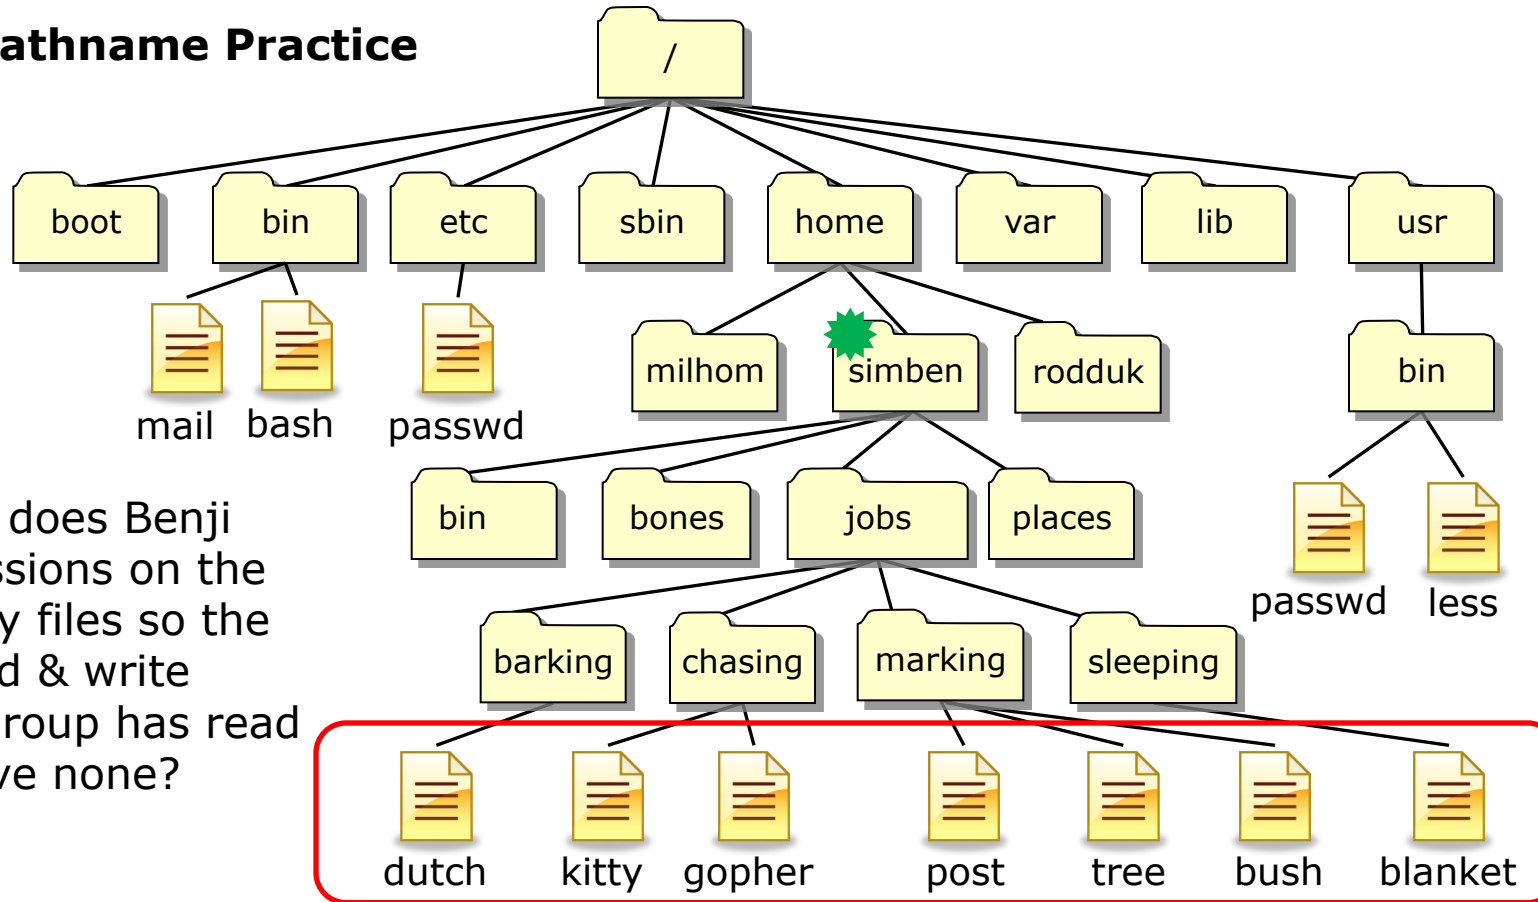 athname Practice
/
boot bin etc sbin home var lib usr
mail bash passwd
milhom simben rodduk bin
bin bones jobs places
passwd less
does Benji
ssions on the
y files so the
d & write
roup has read
ve none?
barking chasing marking sleeping
dutch kitty gopher post tree bush blanket